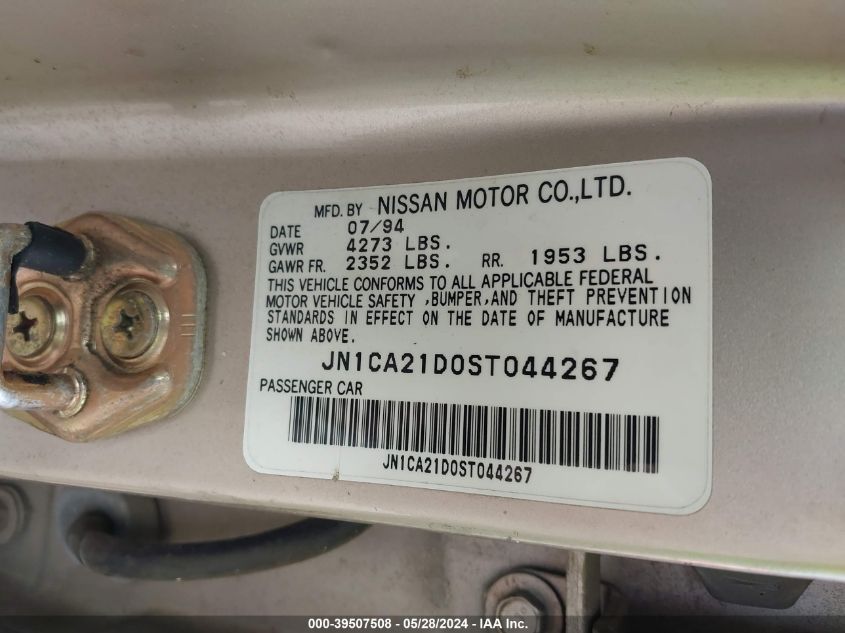 MFD. BY NISSAN MOTOR CO.,LTD.
DATE 07/94
GVWR 4273 LBS.
GAWR FR. 2352 LBS. RR. 1953 LBS.
THIS VEHICLE CONFORMS TO ALL APPLICABLE FEDERAL
MOTOR VEHICLE SAFETY ,BUMPER,AND THEFT PREVENTION
STANDARDS IN EFFECT ON THE DATE OF MANUFACTURE
SHOWN ABOVE.
JN1CA21D0ST044267
PASSENGER CAR
JN1CA21D0ST044267
000-39507508 - 05/28/2024 - IAA Inc.